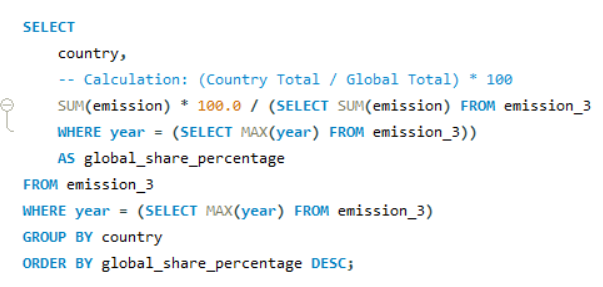 SELECT
country,
-- Calculation: (Country Total / Global Total) * 100
SUM(emission) * 100.0 / (SELECT SUM(emission) FROM emission_3
WHERE year = (SELECT MAX(year) FROM emission_3))
AS global_share_percentage
FROM emission_3
WHERE year = (SELECT MAX(year) FROM emission_3)
GROUP BY country
ORDER BY global_share_percentage DESC;